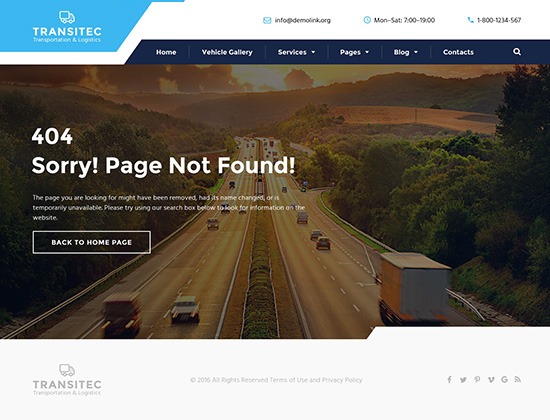 TRANSITEC
Transportation & Logistics
info@demolink.org
Mon–Sat: 7:00–19:00
1-800-1234-567
Home
Vehicle Gallery
Services
Pages
Blog
Contacts
404
Sorry! Page Not Found!
The page you are looking for might have been removed, had its name changed, or is
temporarily unavailable. Please try using our search box below to look for information on the
website.
BACK TO HOME PAGE
TRANSITEC
Transportation & Logistics
© 2016 All Rights Reserved Terms of Use and Privacy Policy